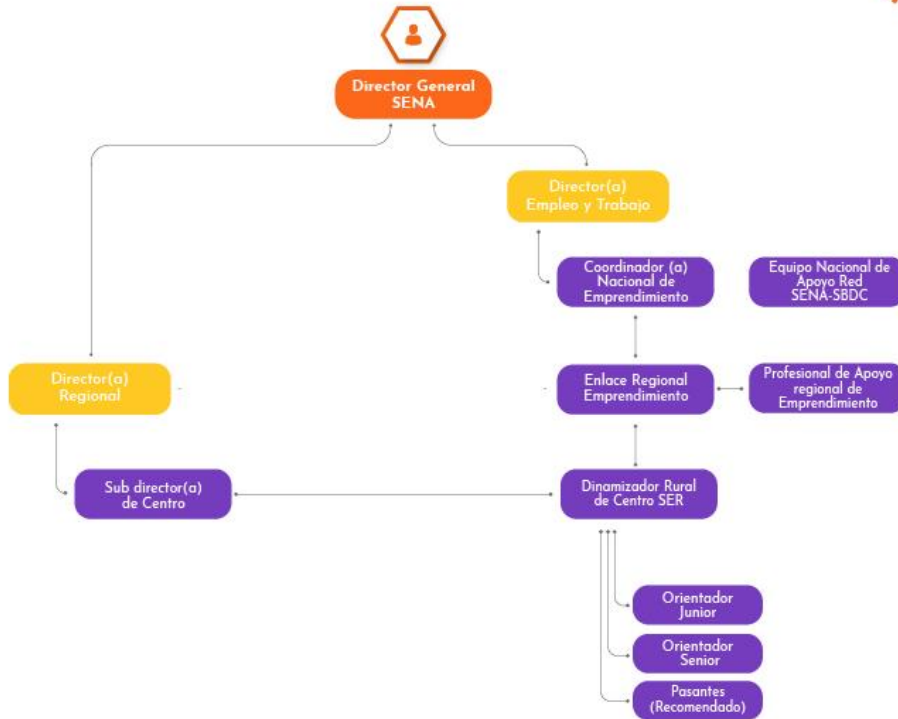 Director General
SENA
Director(a)
Empleo y Trabajo
Coordinador (a)
Nacional de
Emprendimiento
Equipo Nacional de
Apoyo Red
SENA-SBDC
Director(a)
Regional
Enlace Regional
Emprendimiento
Profesional de Apoyo
regional de
Emprendimiento
Sub director(a)
de Centro
Dinamizador Rural
de Centro SER
Orientador
Junior
Orientador
Senior
Pasantes
(Recomendado)